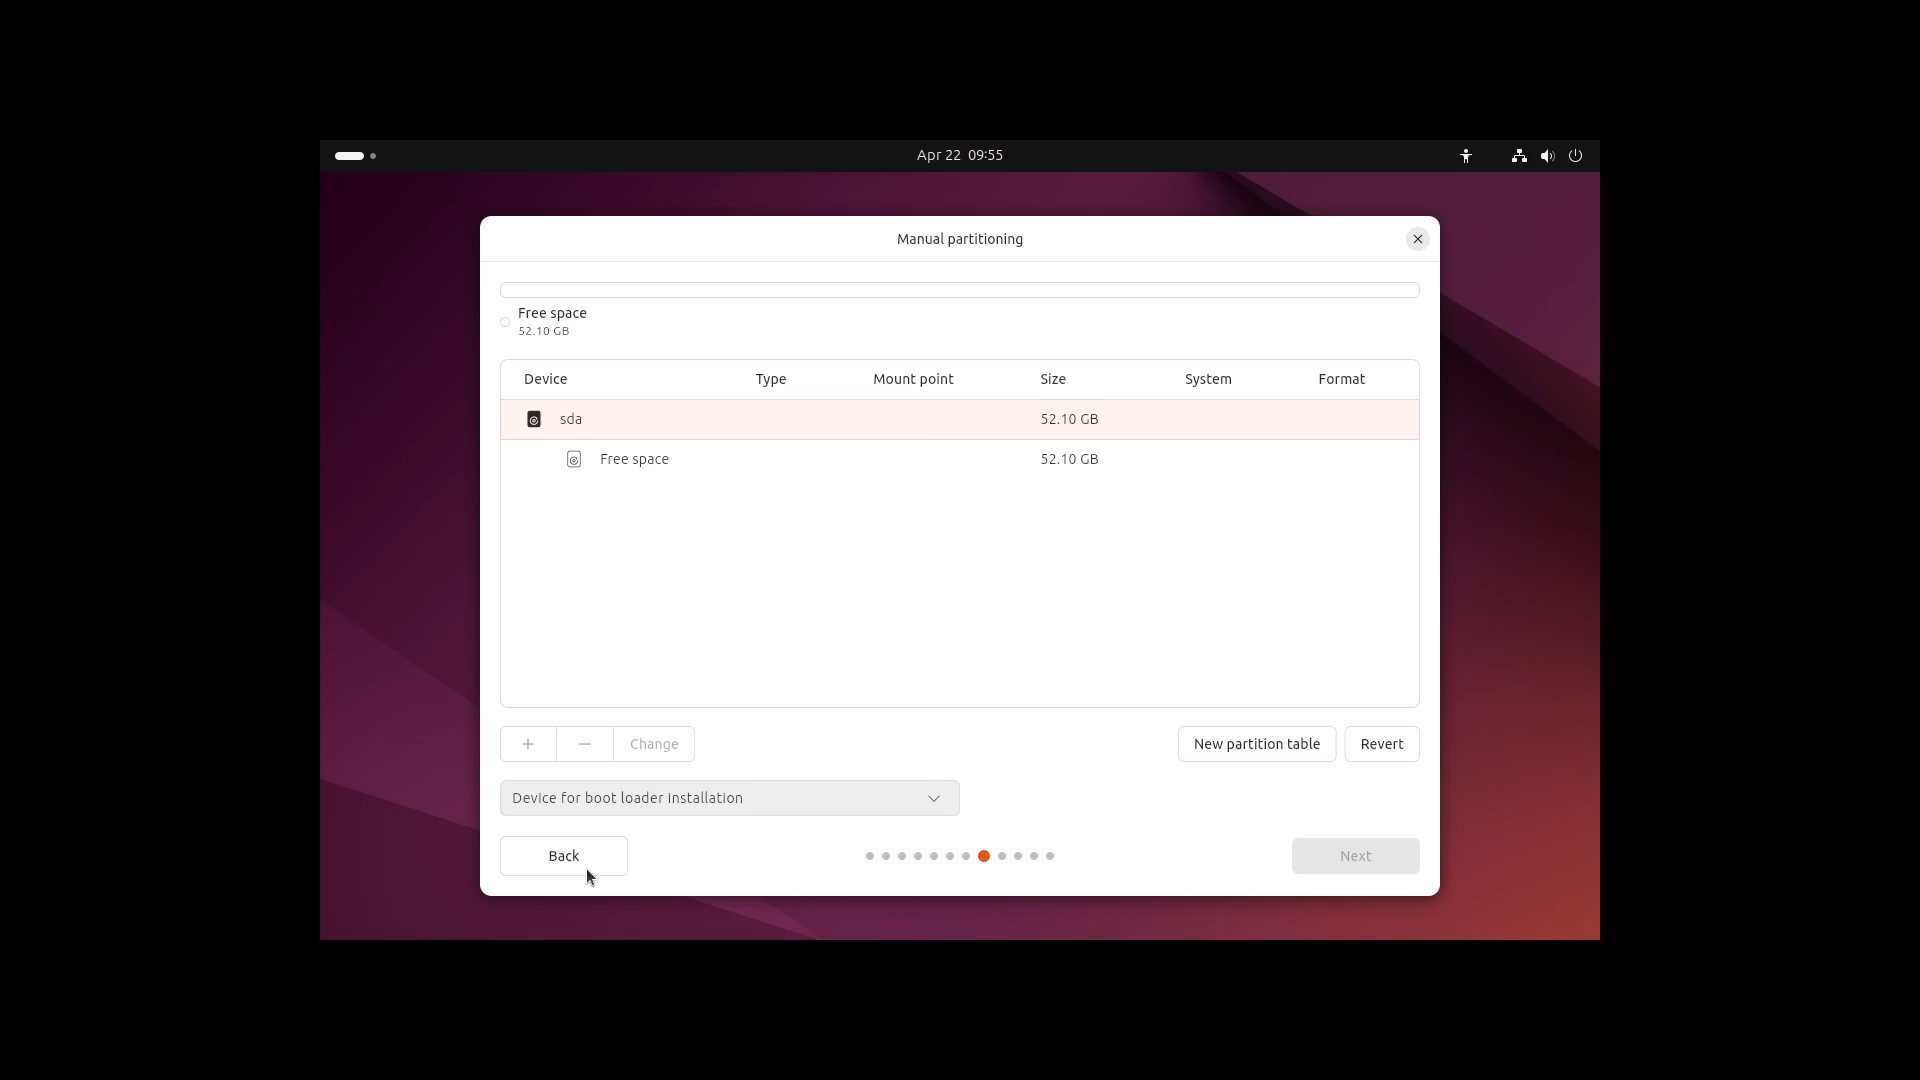 Apr 22 09:55
Manual partitioning
Free space
52.10 GB
Device Type Mount point Size System Format
sda 52.10 GB
Free space 52.10 GB
Change New partition table Revert
Device for boot loader installation
Back Next